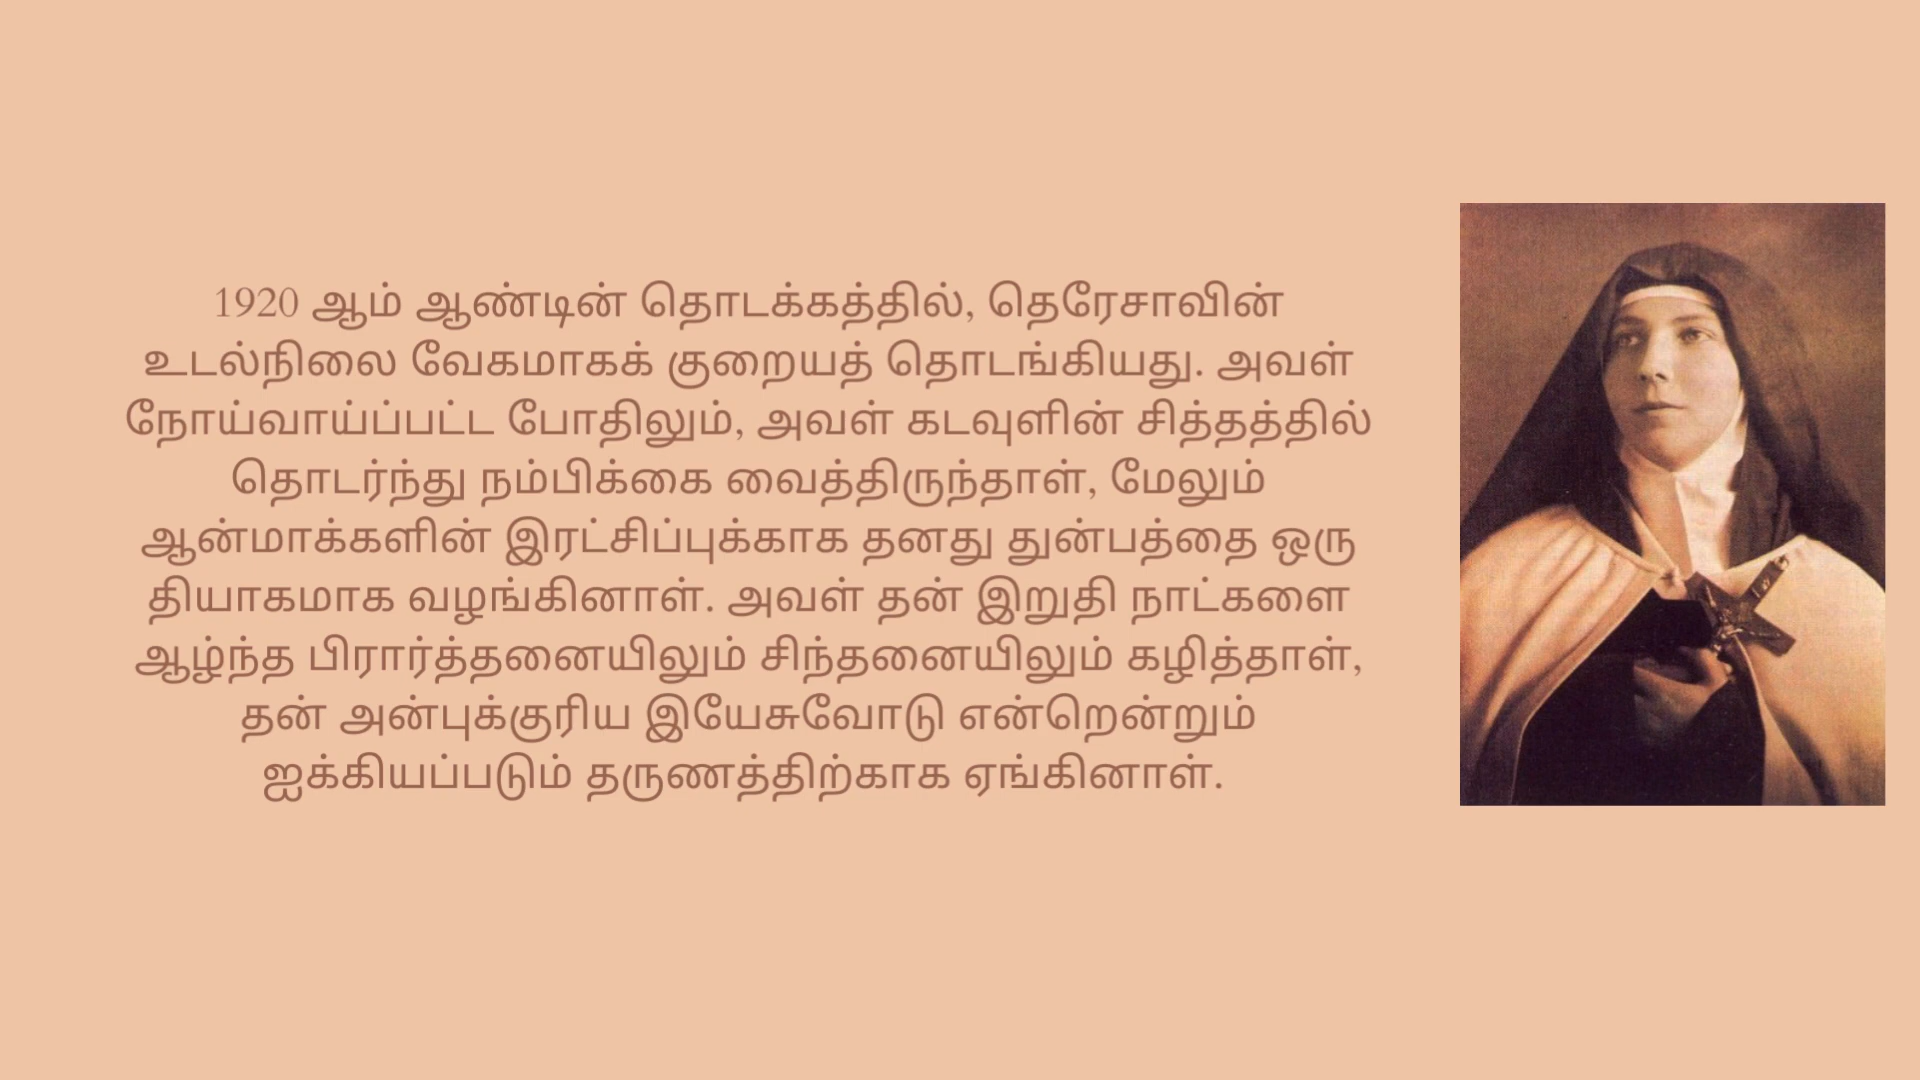 1920 ஆம் ஆண்டின் தொடக்கத்தில், தெரேசாவின்
உடல்நிலை வேகமாகக் குறையத் தொடங்கியது. அவள்
நோய்வாய்ப்பட்ட போதிலும், அவள் கடவுளின் சித்தத்தில்
தொடர்ந்து நம்பிக்கை வைத்திருந்தாள், மேலும்
ஆன்மாக்களின் இரட்சிப்புக்காக தனது துன்பத்தை ஒரு
தியாகமாக வழங்கினாள். அவள் தன் இறுதி நாட்களை
ஆழ்ந்த பிரார்த்தனையிலும் சிந்தனையிலும் கழித்தாள்,
தன் அன்புக்குரிய இயேசுவோடு என்றென்றும்
ஐக்கியப்படும் தருணத்திற்காக ஏங்கினாள்.